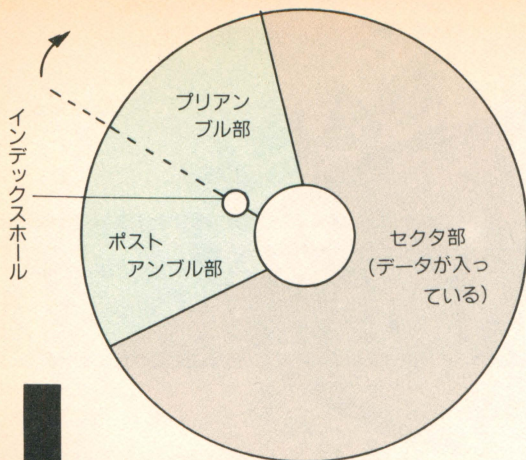 プリアン
ブル部
インデックスホール
ポスト
アンブル部
セクタ部
(データが入っ
ている)